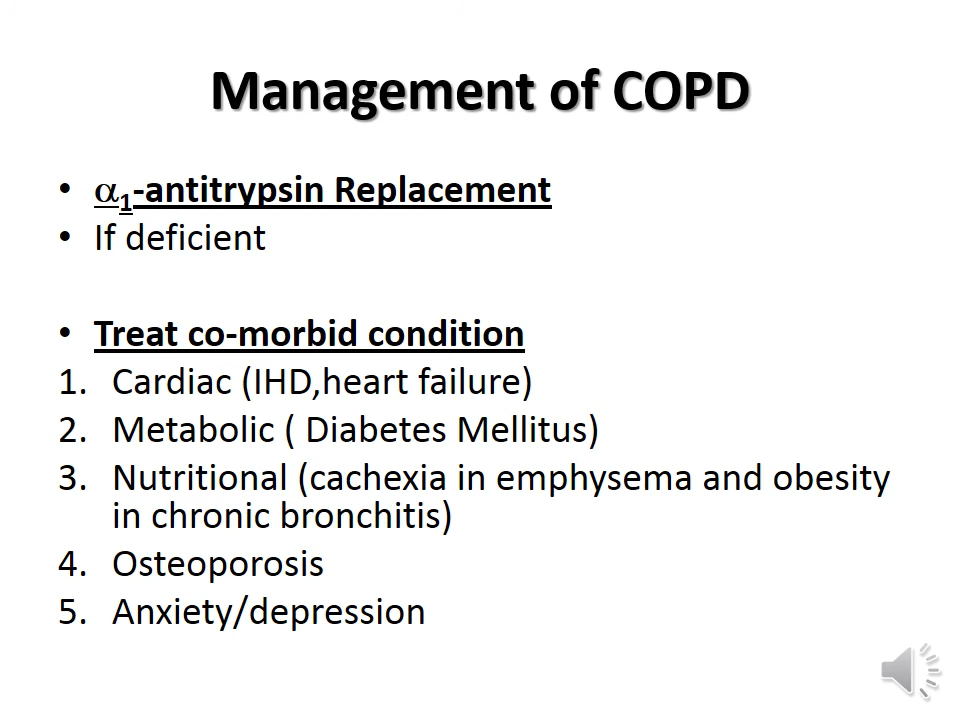 Management of COPD
• α1-antitrypsin Replacement
• If deficient
• Treat co-morbid condition
1. Cardiac (IHD,heart failure)
2. Metabolic ( Diabetes Mellitus)
3. Nutritional (cachexia in emphysema and obesity
in chronic bronchitis)
4. Osteoporosis
5. Anxiety/depression